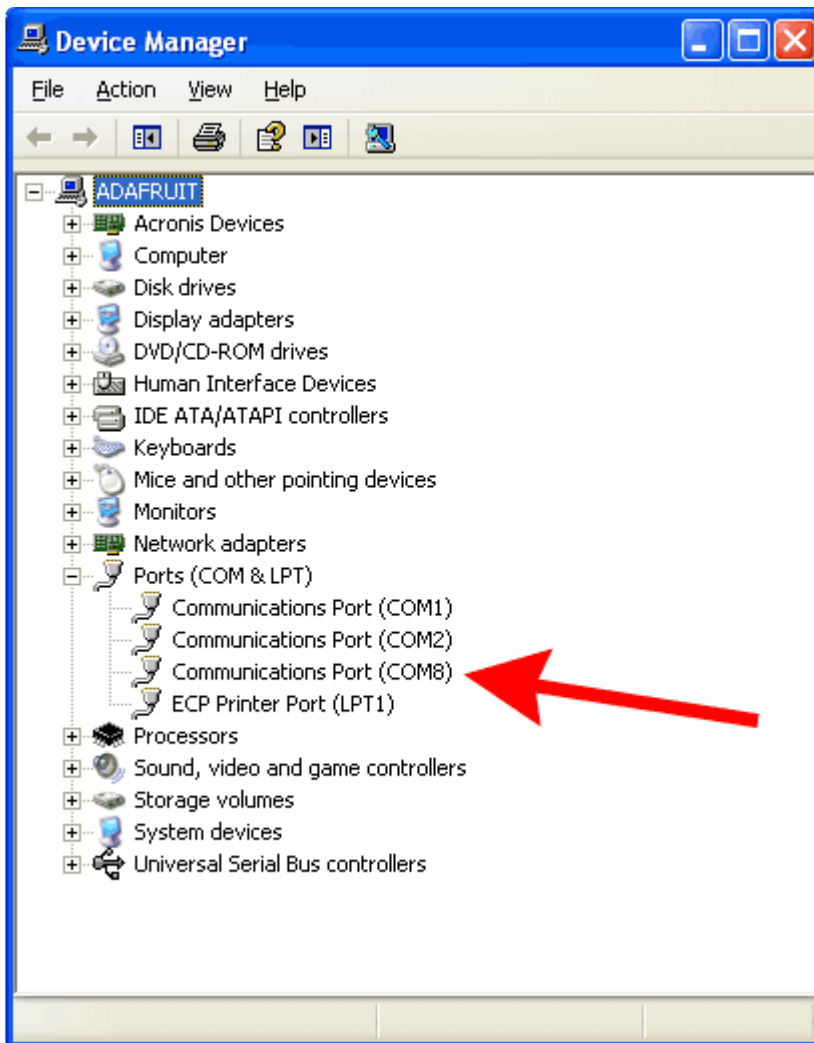 Device Manager
File Action View Help
ADAFRUIT
Acronis Devices
Computer
Disk drives
Display adapters
DVD/CD-ROM drives
Human Interface Devices
IDE ATA/ATAPI controllers
Keyboards
Mice and other pointing devices
Monitors
Network adapters
Ports (COM & LPT)
Communications Port (COM1)
Communications Port (COM2)
Communications Port (COM8)
ECP Printer Port (LPT1)
Processors
Sound, video and game controllers
Storage volumes
System devices
Universal Serial Bus controllers